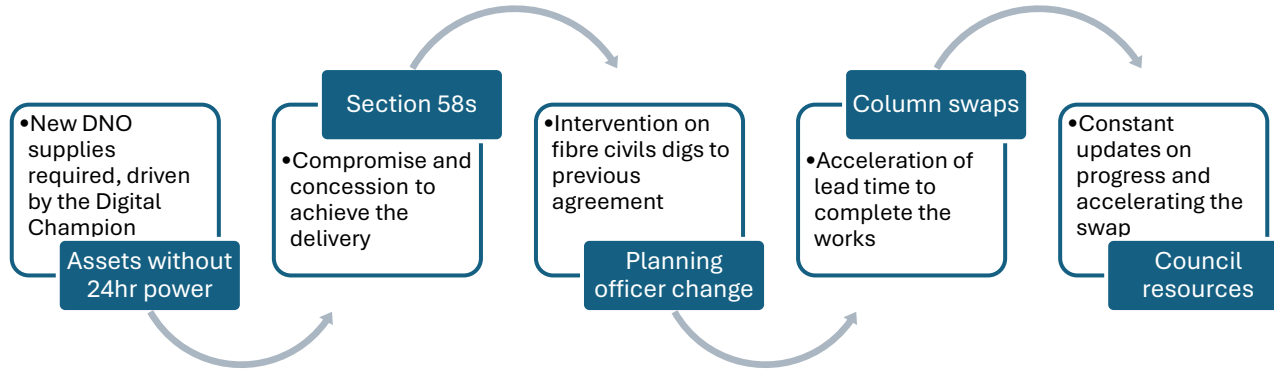 •New DNO
supplies
required, driven
by the Digital
Champion
Assets without
24hr power
Section 58s
•Compromise and
concession to
achieve the
delivery
•Intervention on
fibre civils digs to
previous
agreement
Planning
officer change
Column swaps
•Acceleration of
lead time to
complete the
works
•Constant
updates on
progress and
accelerating the
swap
Council
resources